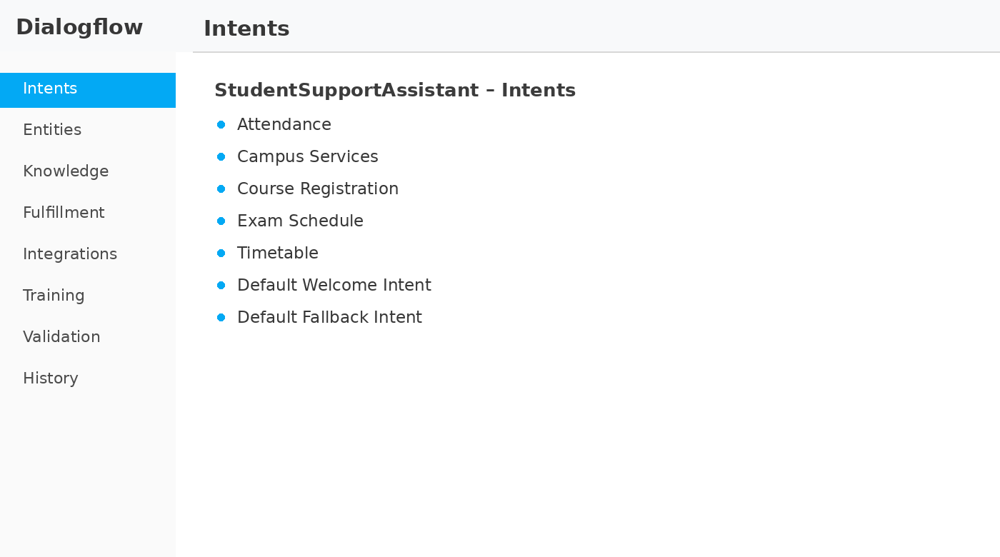 Dialogflow
Intents
Intents
Entities
Knowledge
Fulfillment
Integrations
Training
Validation
History
StudentSupportAssistant – Intents
Attendance
Campus Services
Course Registration
Exam Schedule
Timetable
Default Welcome Intent
Default Fallback Intent